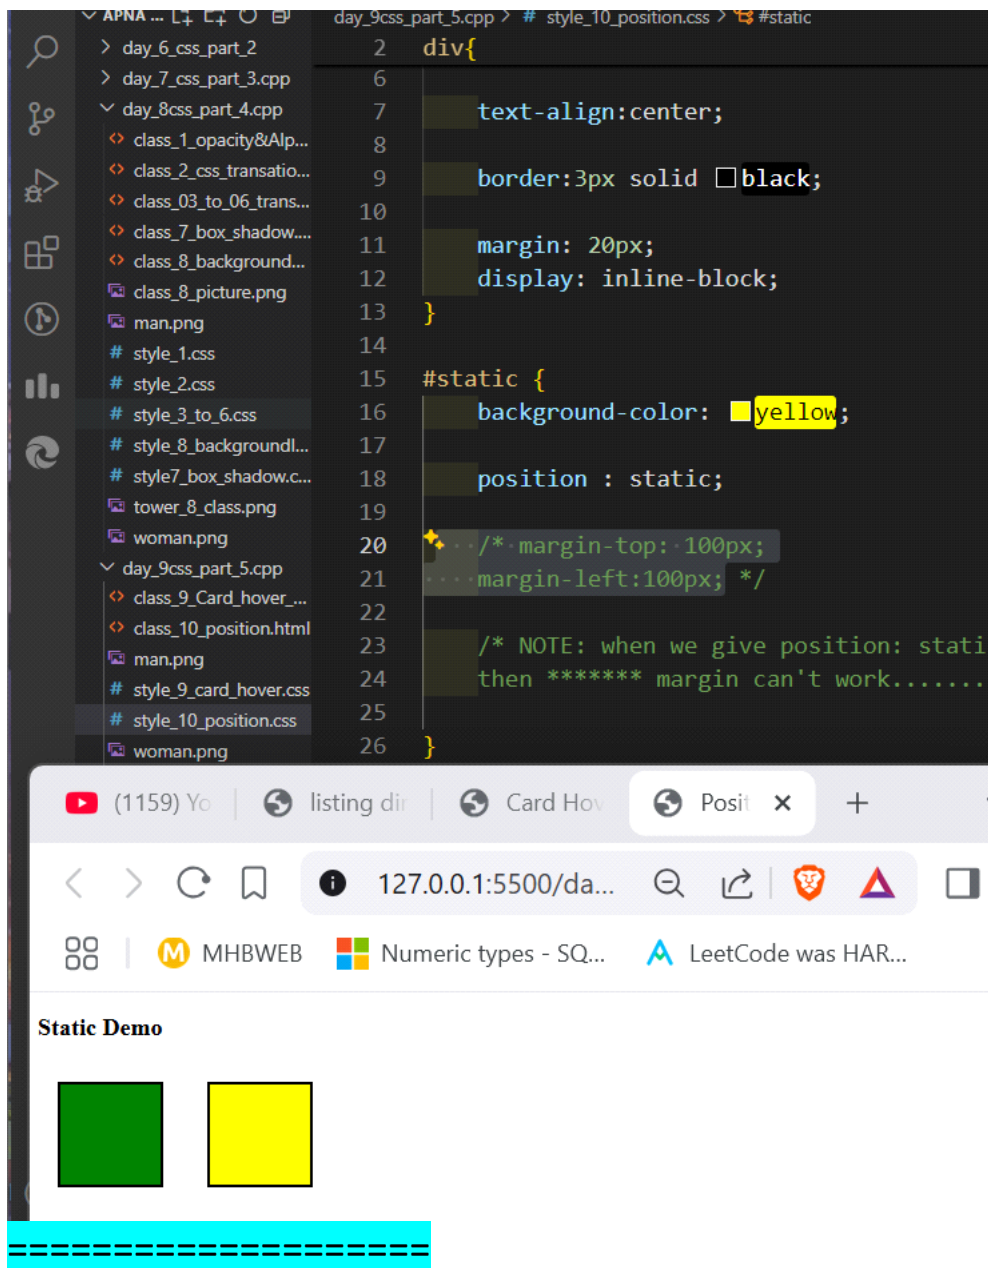 APNA ...
day_6_css_part_2
day_7_css_part_3.cpp
day_8css_part_4.cpp
class_1_opacity&Alp...
class_2_css_transatio...
class_03_to_06_trans...
class_7_box_shadow....
class_8_background...
class_8_picture.png
man.png
style_1.css
style_2.css
style_3_to_6.css
style_8_backgroundI...
style7_box_shadow.c...
tower_8_class.png
woman.png
day_9css_part_5.cpp
class_9_Card_hover_...
class_10_position.html
man.png
style_9_card_hover.css
style_10_position.css
woman.png
day_9css_part_5.cpp > # style_10_position.css > #static
2 div{
6
7 text-align:center;
8
9 border:3px solid black;
10
11 margin: 20px;
12 display: inline-block;
13 }
14
15 #static {
16 background-color: yellow;
17
18 position : static;
19
20 /* margin-top: 100px;
21 margin-left:100px; */
22
23 /* NOTE: when we give position: stati
24 then ******* margin can't work.......
25
26 }
(1159) Yo
listing dir
Card Hov
Posit
127.0.0.1:5500/da...
MHBWEB
Numeric types - SQ...
LeetCode was HAR...
Static Demo
====================